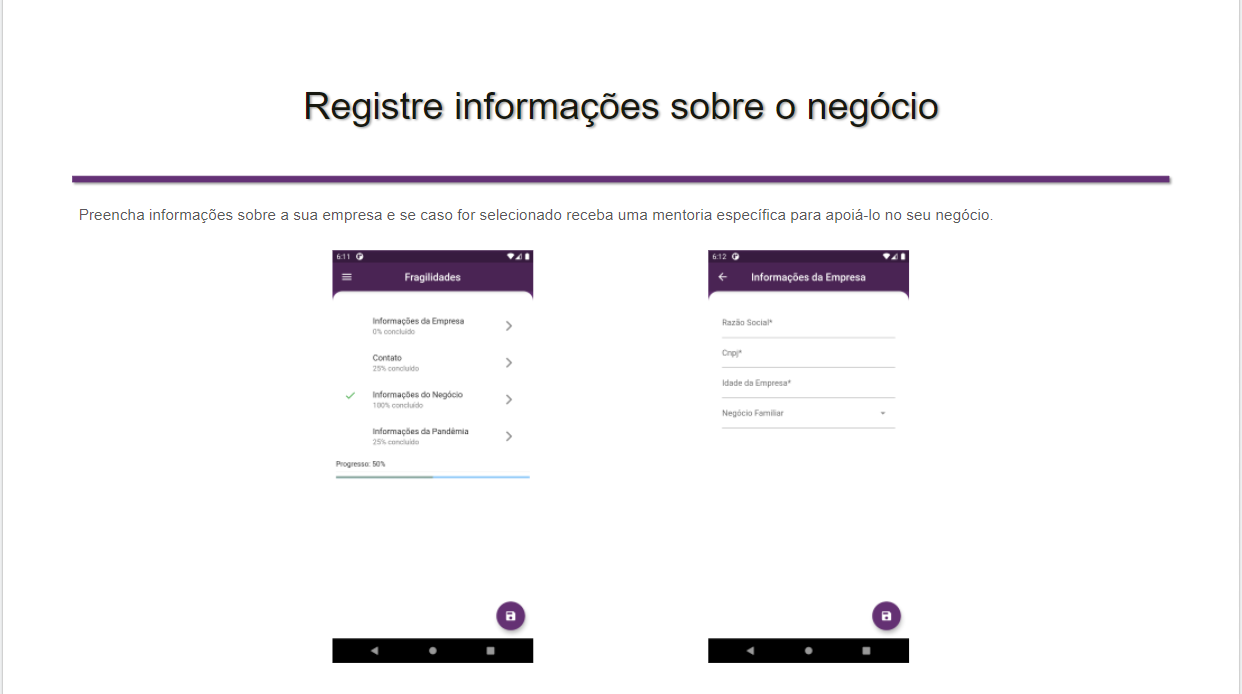 Registre informações sobre o negócio
Preencha informações sobre a sua empresa e se caso for selecionado receba uma mentoria específica para apoiá-lo no seu negócio.
6:11
Fragilidades
Informações da Empresa
0% concluído
Contato
25% concluído
Informações do Negócio
100% concluído
Informações da Pandêmia
25% concluído
Progresso: 50%
6:12
Informações da Empresa
Razão Social*
Cnpj*
Idade da Empresa*
Negócio Familiar